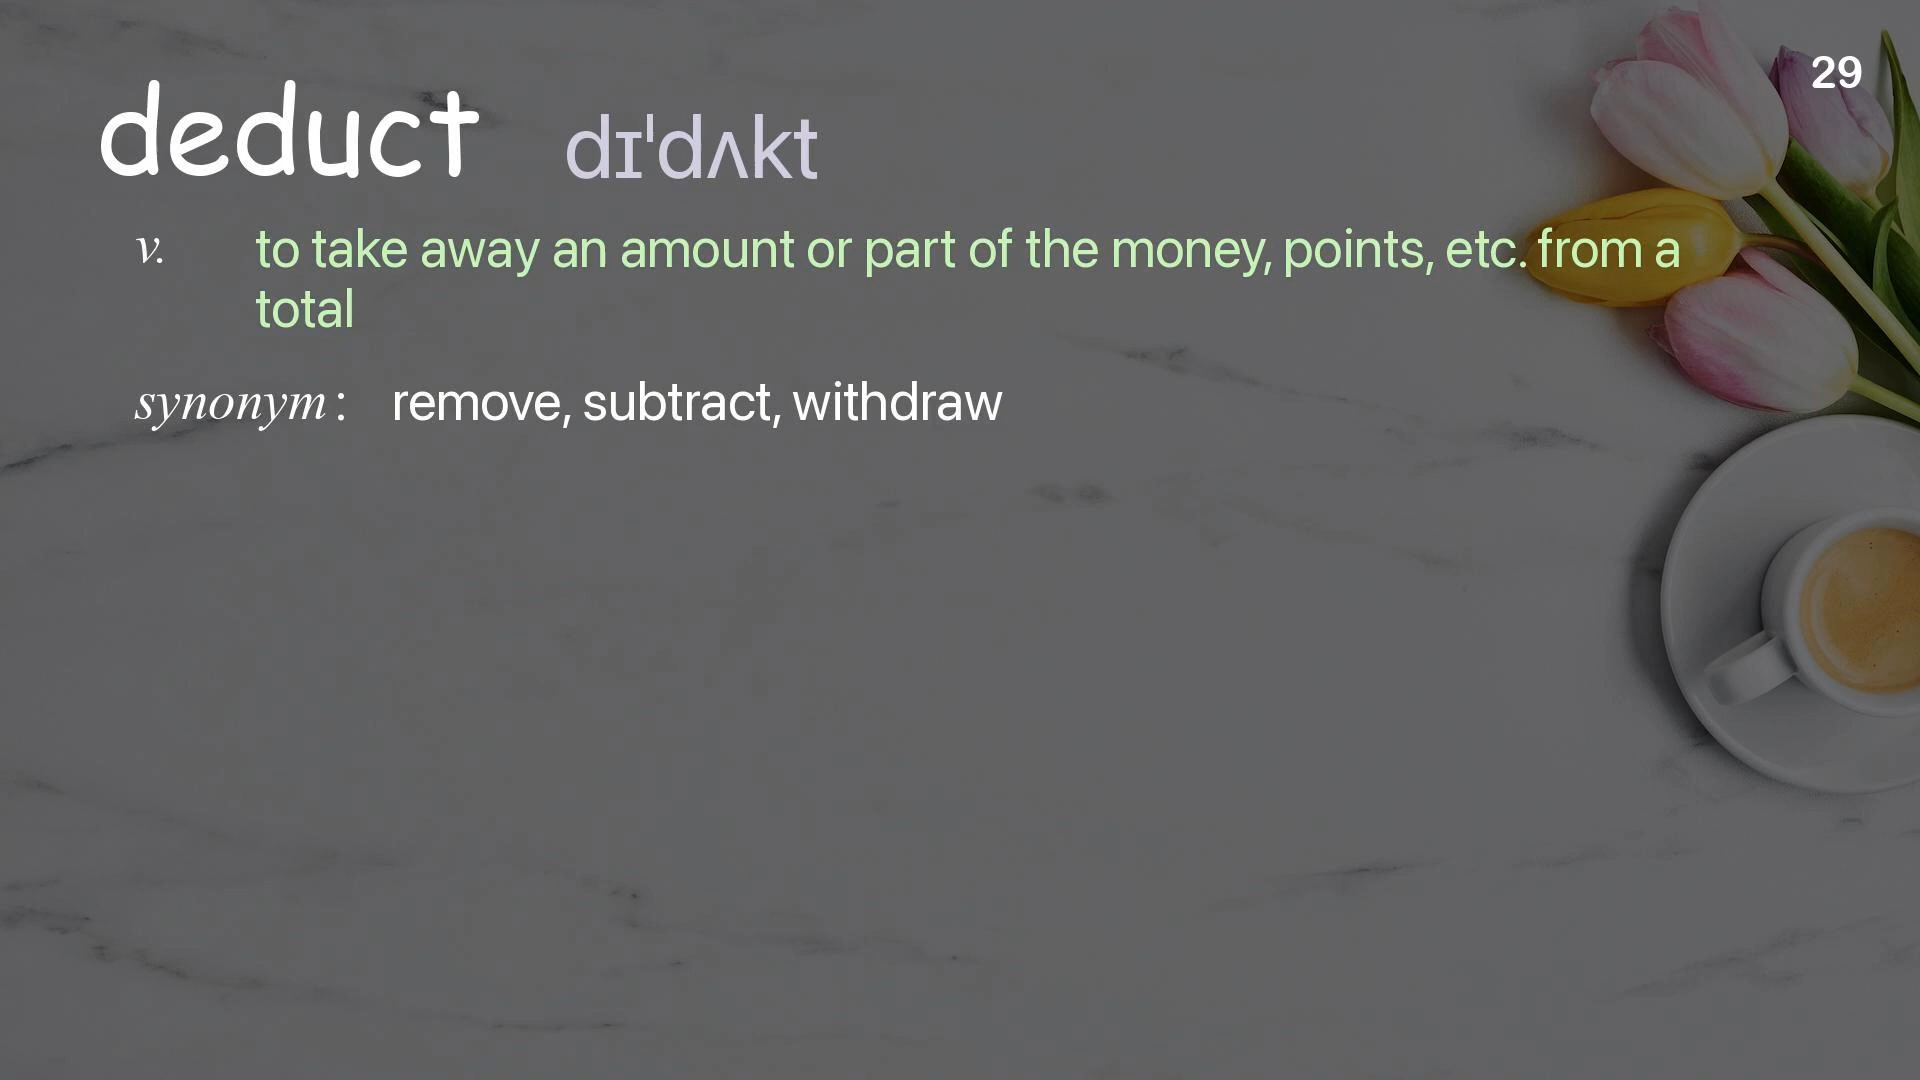 29
deduct dɪˈdʌkt
v. to take away an amount or part of the money, points, etc. from a
total
synonym : remove, subtract, withdraw